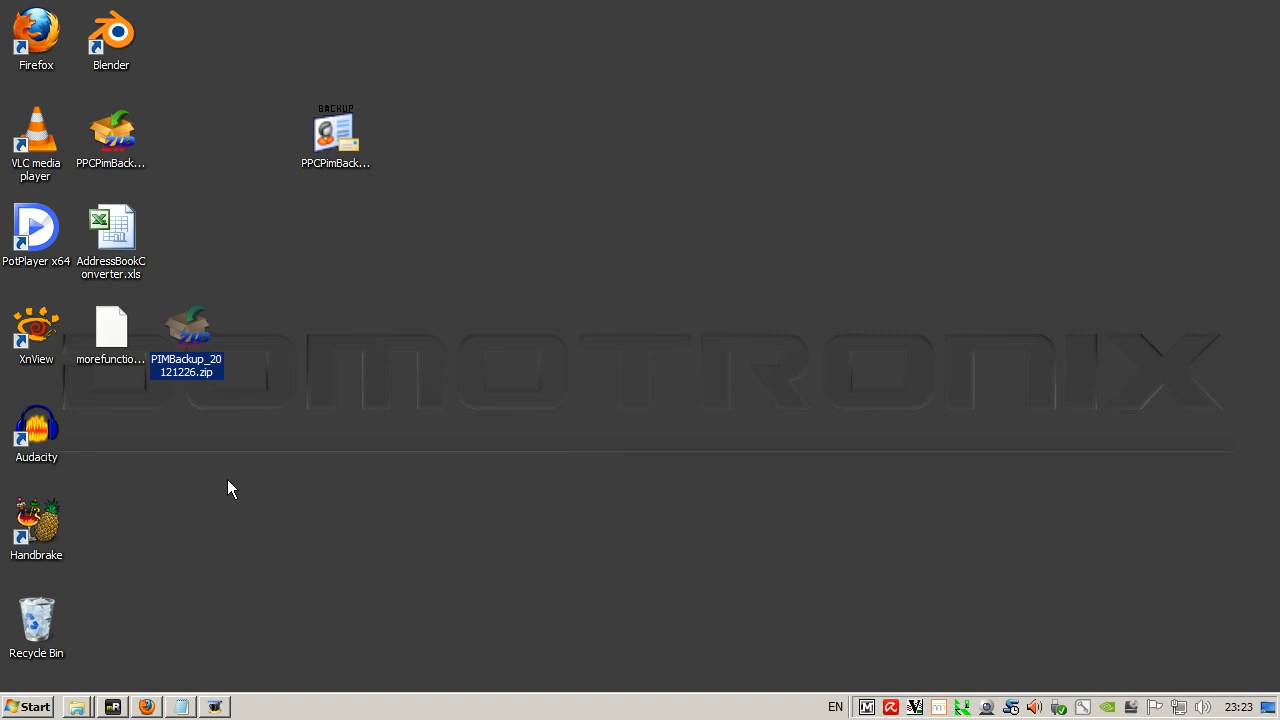 Firefox
Blender
BACKUP
VLC media
player
PPCPimBack...
PPCPimBack...
PotPlayer x64
AddressBookC
onverter.xls
XnView
morefunctio...
PIMBackup_20
121226.zip
DOMOTRONIX
Audacity
Handbrake
Recycle Bin
Start
mR
EN
23:23